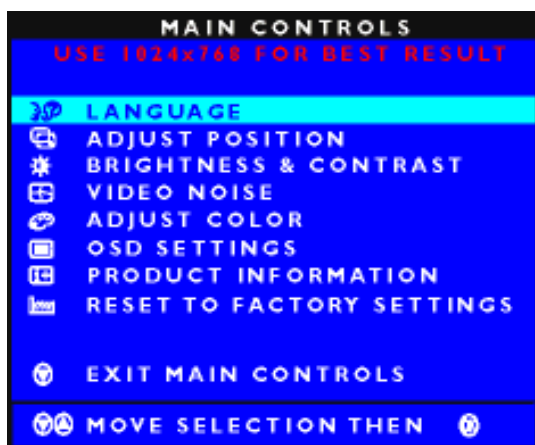 MAIN CONTROLS
USE 1024x768 FOR BEST RESULT
LANGUAGE
ADJUST POSITION
BRIGHTNESS & CONTRAST
VIDEO NOISE
ADJUST COLOR
OSD SETTINGS
PRODUCT INFORMATION
RESET TO FACTORY SETTINGS
EXIT MAIN CONTROLS
MOVE SELECTION THEN